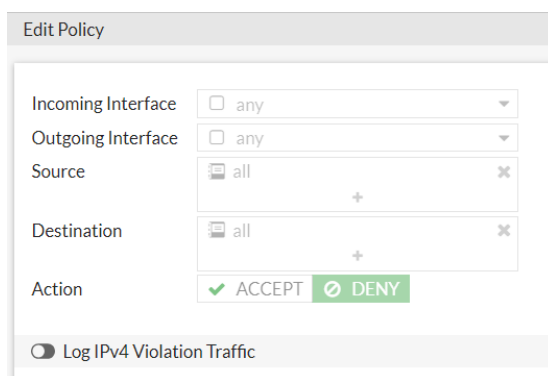 Edit Policy
Incoming Interface any
Outgoing Interface any
Source all
+
Destination all
+
Action ACCEPT DENY
Log IPv4 Violation Traffic